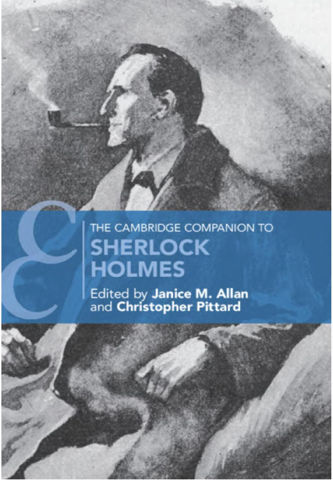 THE CAMBRIDGE COMPANION TO
SHERLOCK
HOLMES
Edited by Janice M. Allan
and Christopher Pittard